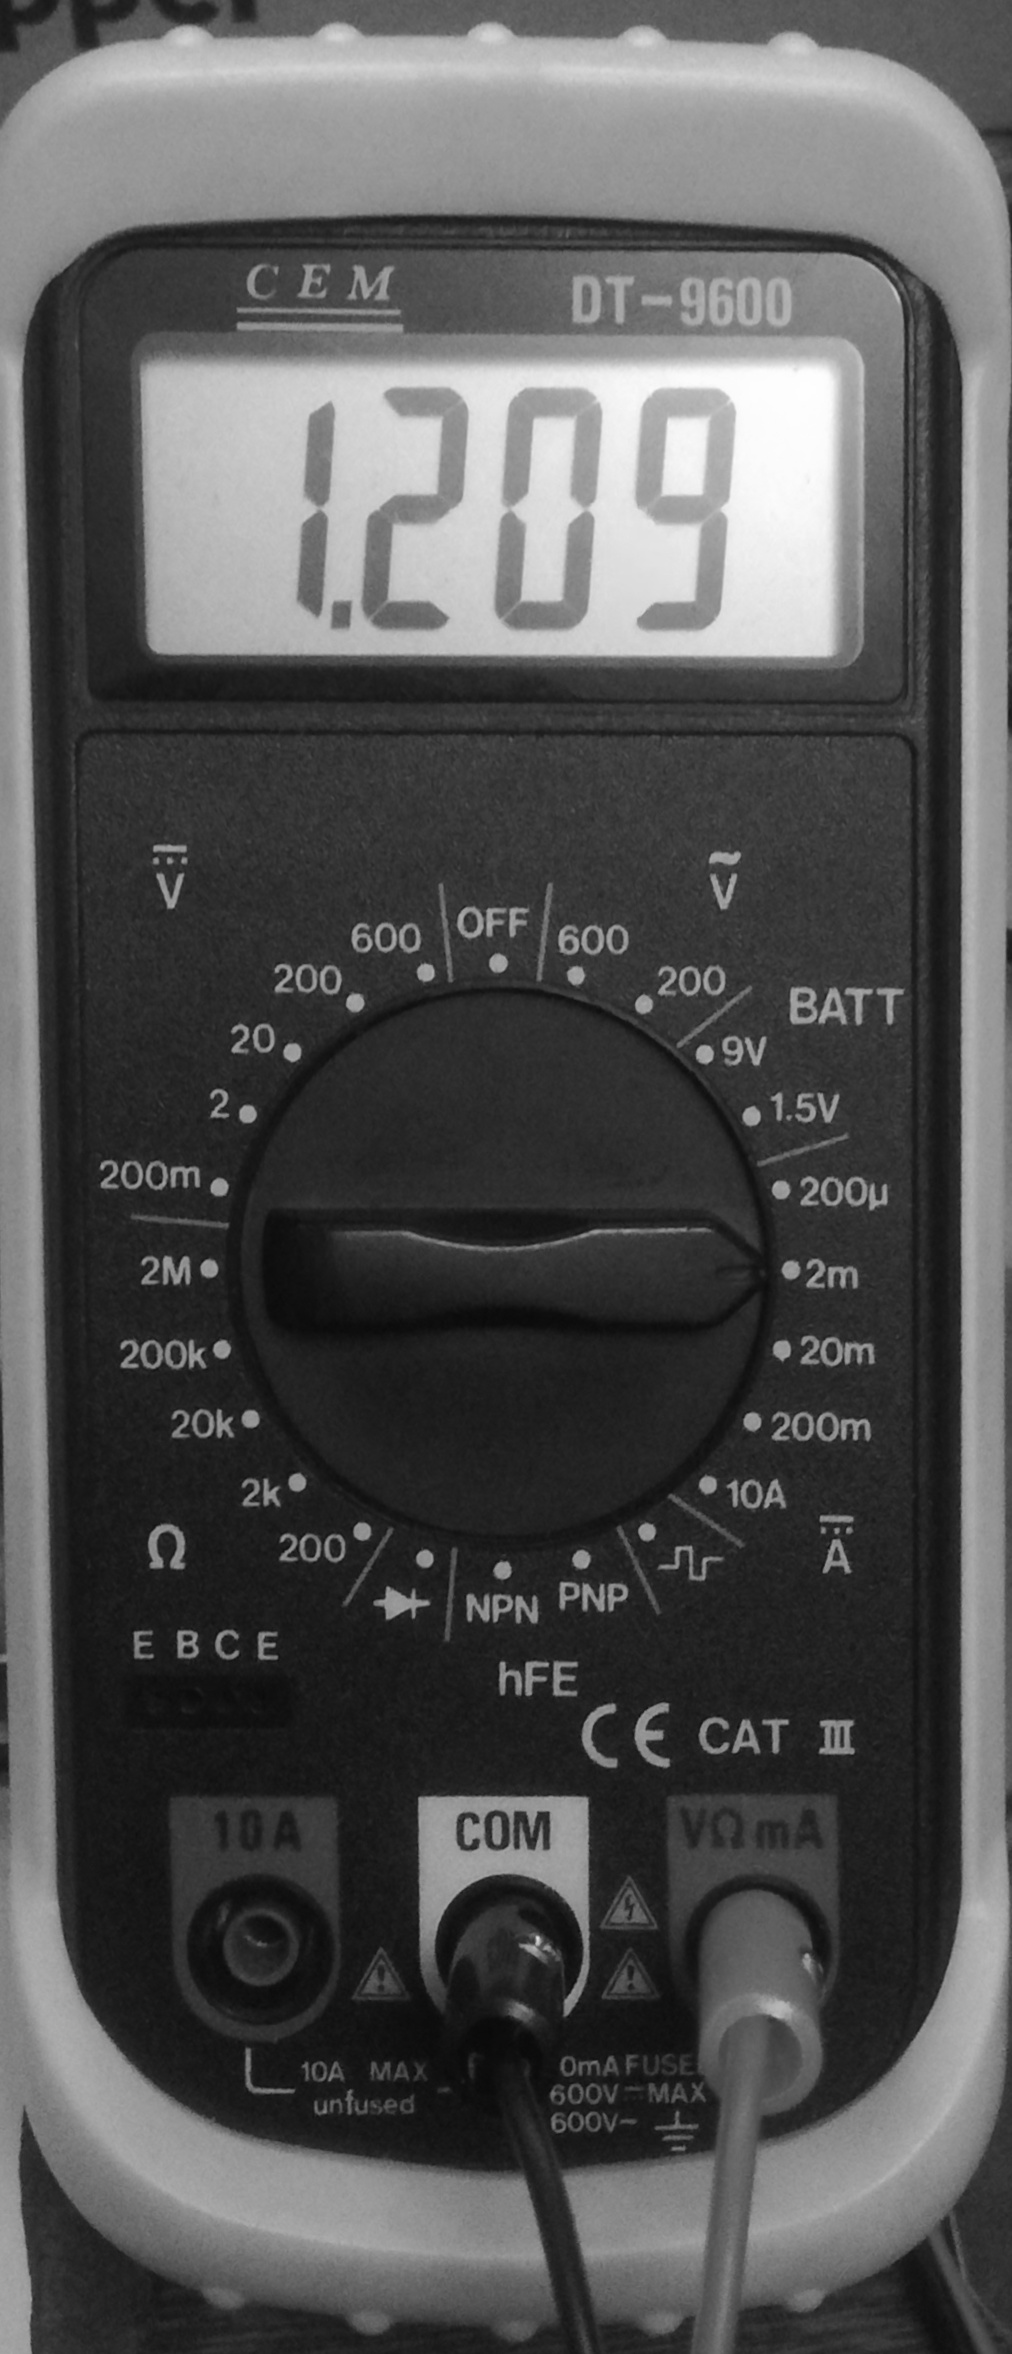 pper
CEM DT-9600
1.209
V V
600 OFF 600
200 200
BATT
20 9V
2 1.5V
200m 200µ
2M 2m
200k 20m
20k 200m
2k 10A
Ω 200 A
NPN PNP
E B C E
hFE
CE CAT III
10A COM VΩmA
10A MAX 0mA FUSE
unfused 600V MAX
600V~